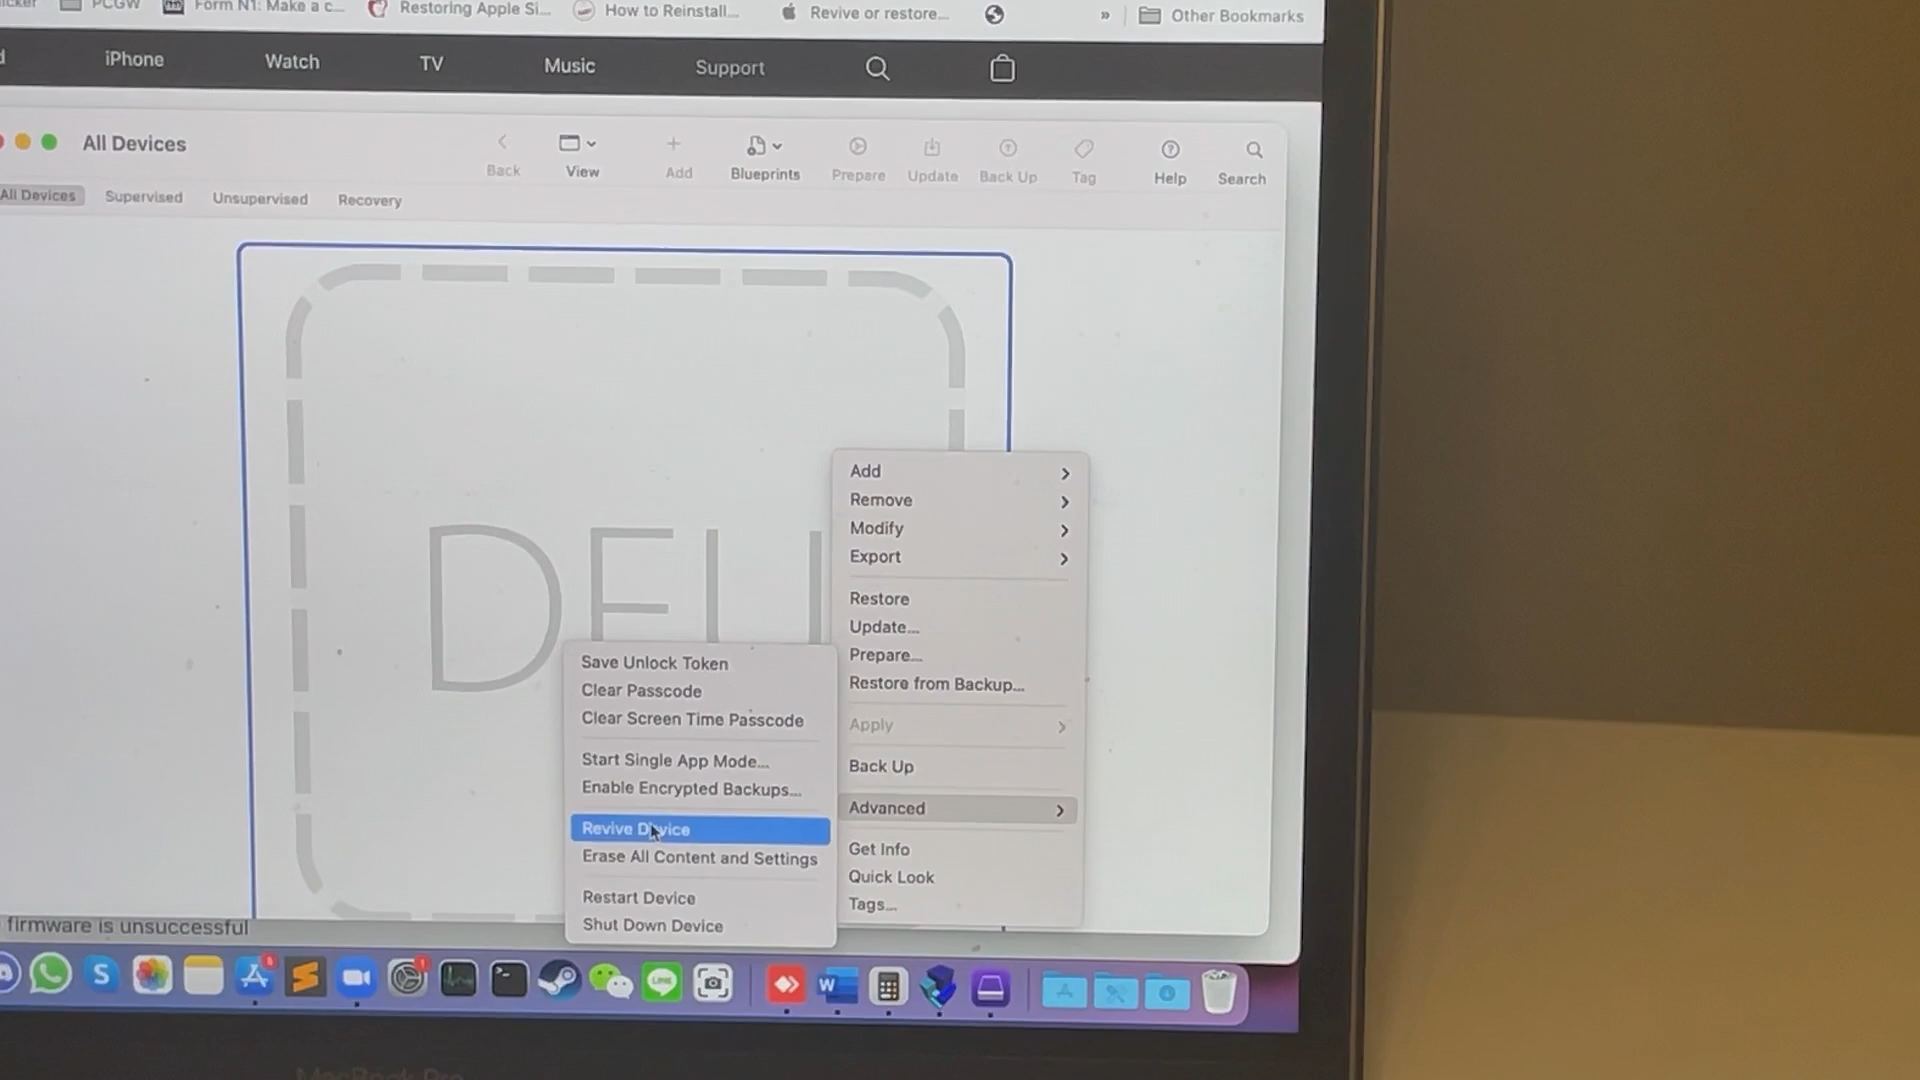 PCGW Form N1: Make a c... Restoring Apple Si... How to Reinstall... Revive or restore... » Other Bookmarks
iPhone Watch TV Music Support
All Devices
Back View Add Blueprints Prepare Update Back Up Tag Help Search
All Devices Supervised Unsupervised Recovery
DFU
Add
Remove
Modify
Export
Restore
Update...
Prepare...
Restore from Backup...
Apply
Back Up
Advanced
Get Info
Quick Look
Tags...
Save Unlock Token
Clear Passcode
Clear Screen Time Passcode
Start Single App Mode...
Enable Encrypted Backups...
Revive Device
Erase All Content and Settings
Restart Device
Shut Down Device
firmware is unsuccessful
MacBook Pro